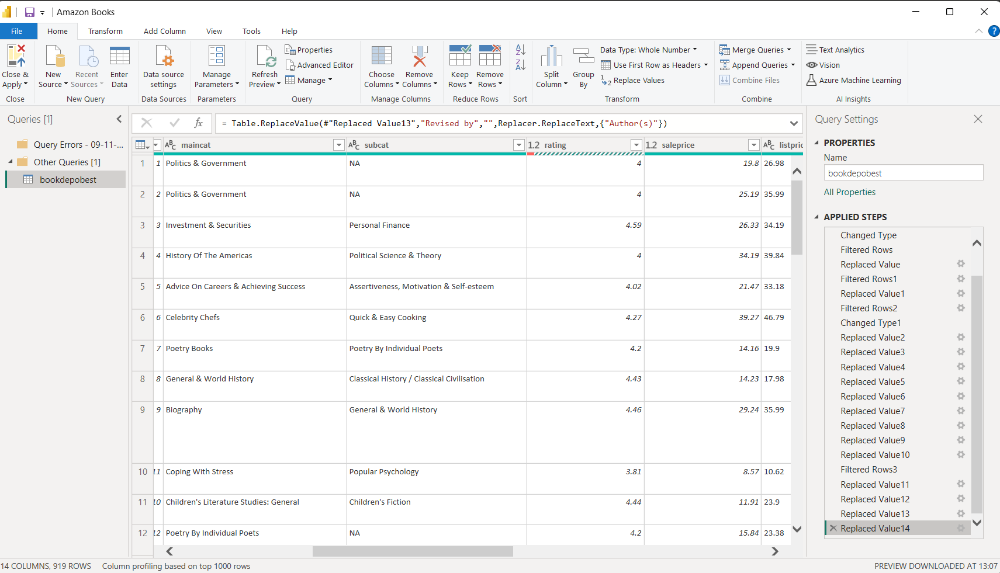 Amazon Books
File Home Transform Add Column View Tools Help
Close & Apply
Close
New Source
Recent Sources
Enter Data
New Query
Data source settings
Data Sources
Manage Parameters
Parameters
Refresh Preview
Properties
Advanced Editor
Manage
Query
Choose Columns
Remove Columns
Manage Columns
Keep Rows
Remove Rows
Reduce Rows
Sort
Split Column
Group By
Data Type: Whole Number
Use First Row as Headers
Replace Values
Transform
Merge Queries
Append Queries
Combine Files
Combine
Text Analytics
Vision
Azure Machine Learning
AI Insights
Queries [1]
Query Errors - 09-11-...
Other Queries [1]
bookdepobest
fx = Table.ReplaceValue(#"Replaced Value13","Revised by","",Replacer.ReplaceText,{"Author(s)"})
ABC maincat ABC subcat 1.2 rating 1.2 saleprice ABC listpric
1 1 Politics & Government NA 4 19.8 26.98
2 2 Politics & Government NA 4 25.19 35.99
3 3 Investment & Securities Personal Finance 4.59 26.33 34.19
4 4 History Of The Americas Political Science & Theory 4 34.19 39.84
5 5 Advice On Careers & Achieving Success Assertiveness, Motivation & Self-esteem 4.02 21.47 33.18
6 6 Celebrity Chefs Quick & Easy Cooking 4.27 39.27 46.79
7 7 Poetry Books Poetry By Individual Poets 4.2 14.16 19.9
8 8 General & World History Classical History / Classical Civilisation 4.43 14.23 17.98
9 9 Biography General & World History 4.46 29.24 35.99
10 11 Coping With Stress Popular Psychology 3.81 8.57 10.62
11 10 Children's Literature Studies: General Children's Fiction 4.44 11.91 23.9
12 12 Poetry By Individual Poets NA 4.2 15.84 23.38
Query Settings
PROPERTIES
Name
bookdepobest
All Properties
APPLIED STEPS
Changed Type
Filtered Rows
Replaced Value
Filtered Rows1
Replaced Value1
Filtered Rows2
Changed Type1
Replaced Value2
Replaced Value3
Replaced Value4
Replaced Value5
Replaced Value6
Replaced Value7
Replaced Value8
Replaced Value9
Replaced Value10
Filtered Rows3
Replaced Value11
Replaced Value12
Replaced Value13
Replaced Value14
14 COLUMNS, 919 ROWS Column profiling based on top 1000 rows
PREVIEW DOWNLOADED AT 13:07